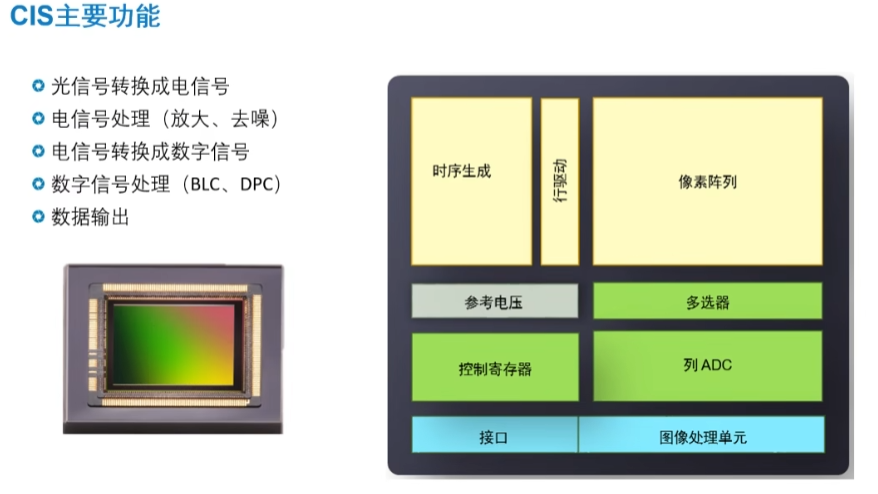 CIS主要功能
光信号转换成电信号
电信号处理（放大、去噪）
电信号转换成数字信号
数字信号处理（BLC、DPC）
数据输出
时序生成
行驱动
像素阵列
参考电压
多选器
控制寄存器
列 ADC
接口
图像处理单元